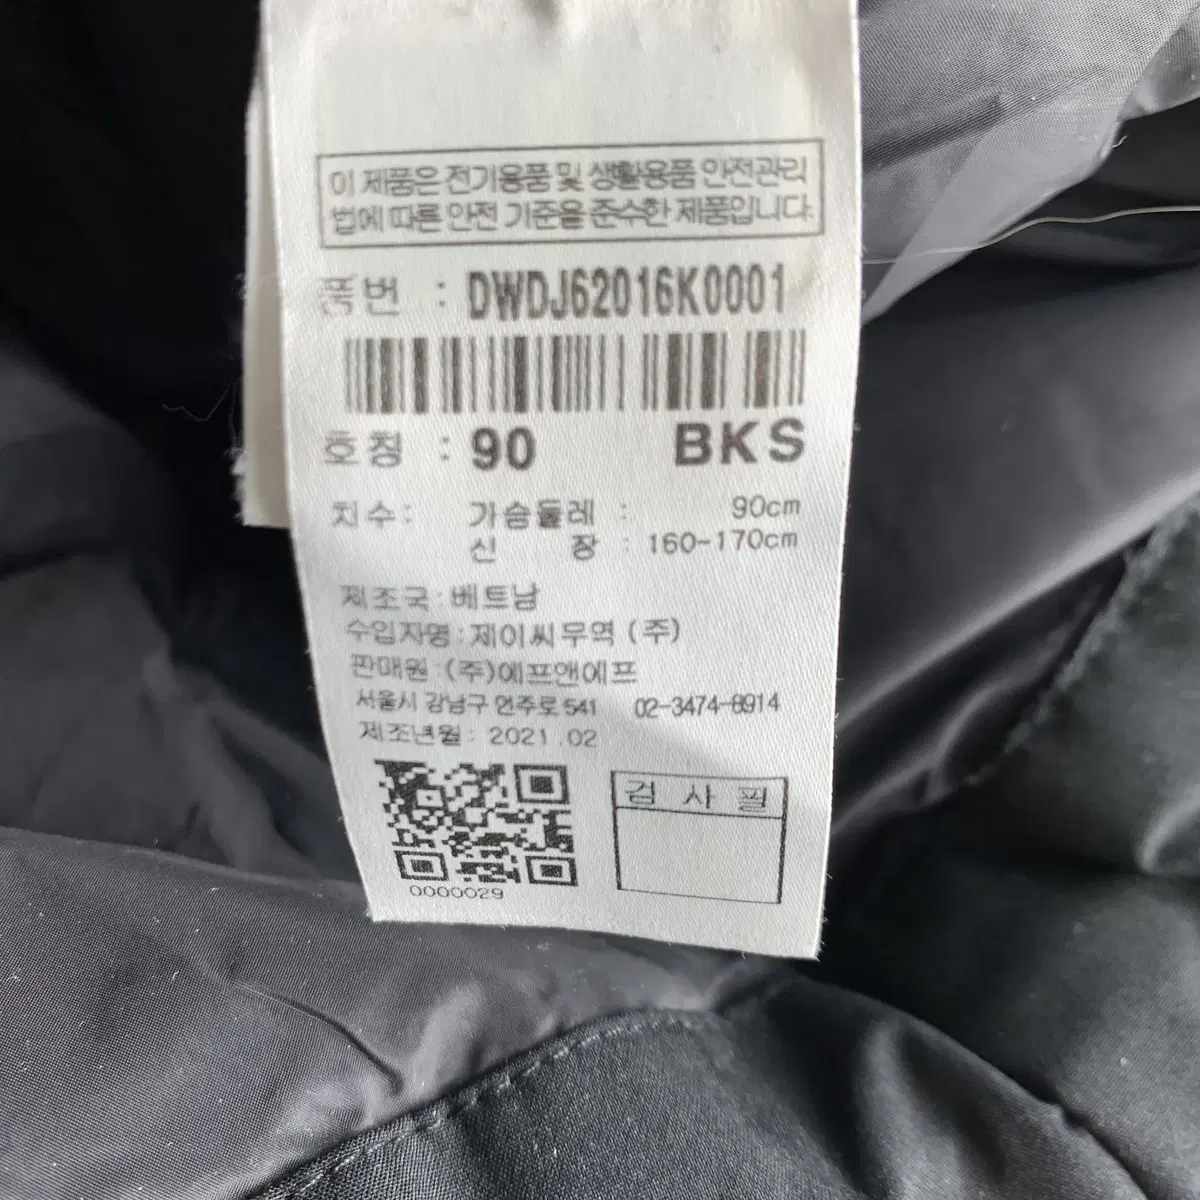 이 제품은 전기용품 및 생활용품 안전관리
법에 따른 안전 기준을 준수한 제품입니다.
품번 : DWDJ62016K0001
호칭 : 90 BKS
치수: 가슴둘레 : 90cm
신 장 : 160-170cm
제조국:베트남
수입자명:제이씨무역 (주)
판매원:(주)에프앤에프
서울시 강남구 언주로 541 02-3474-8914
제조년월: 2021.02
검 사 필
0000029